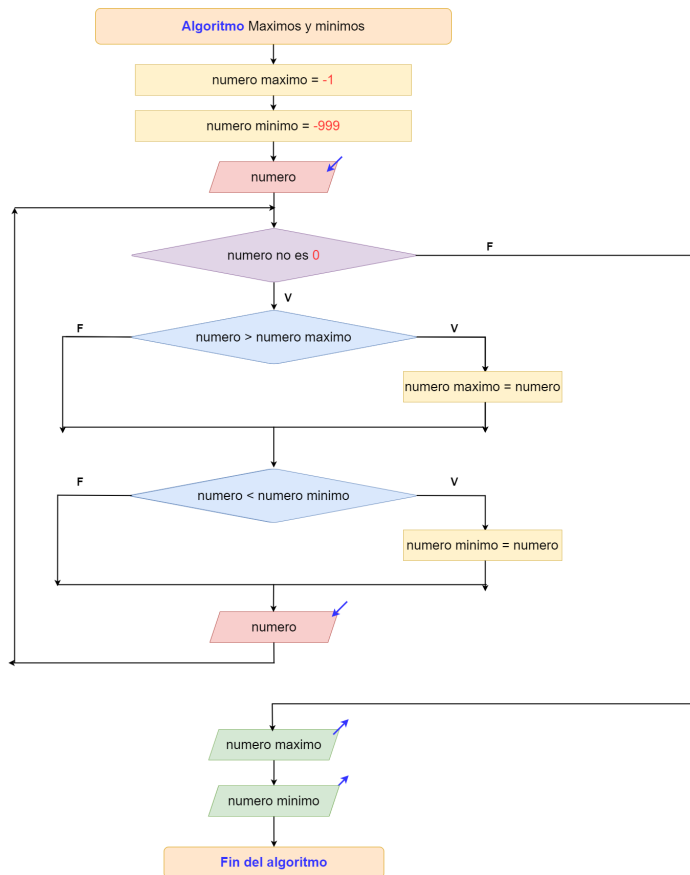 Algoritmo Maximos y minimos
numero maximo = -1
numero minimo = -999
numero
numero no es 0
F
V
F
numero > numero maximo
V
numero maximo = numero
F
numero < numero minimo
V
numero minimo = numero
numero
numero maximo
numero minimo
Fin del algoritmo